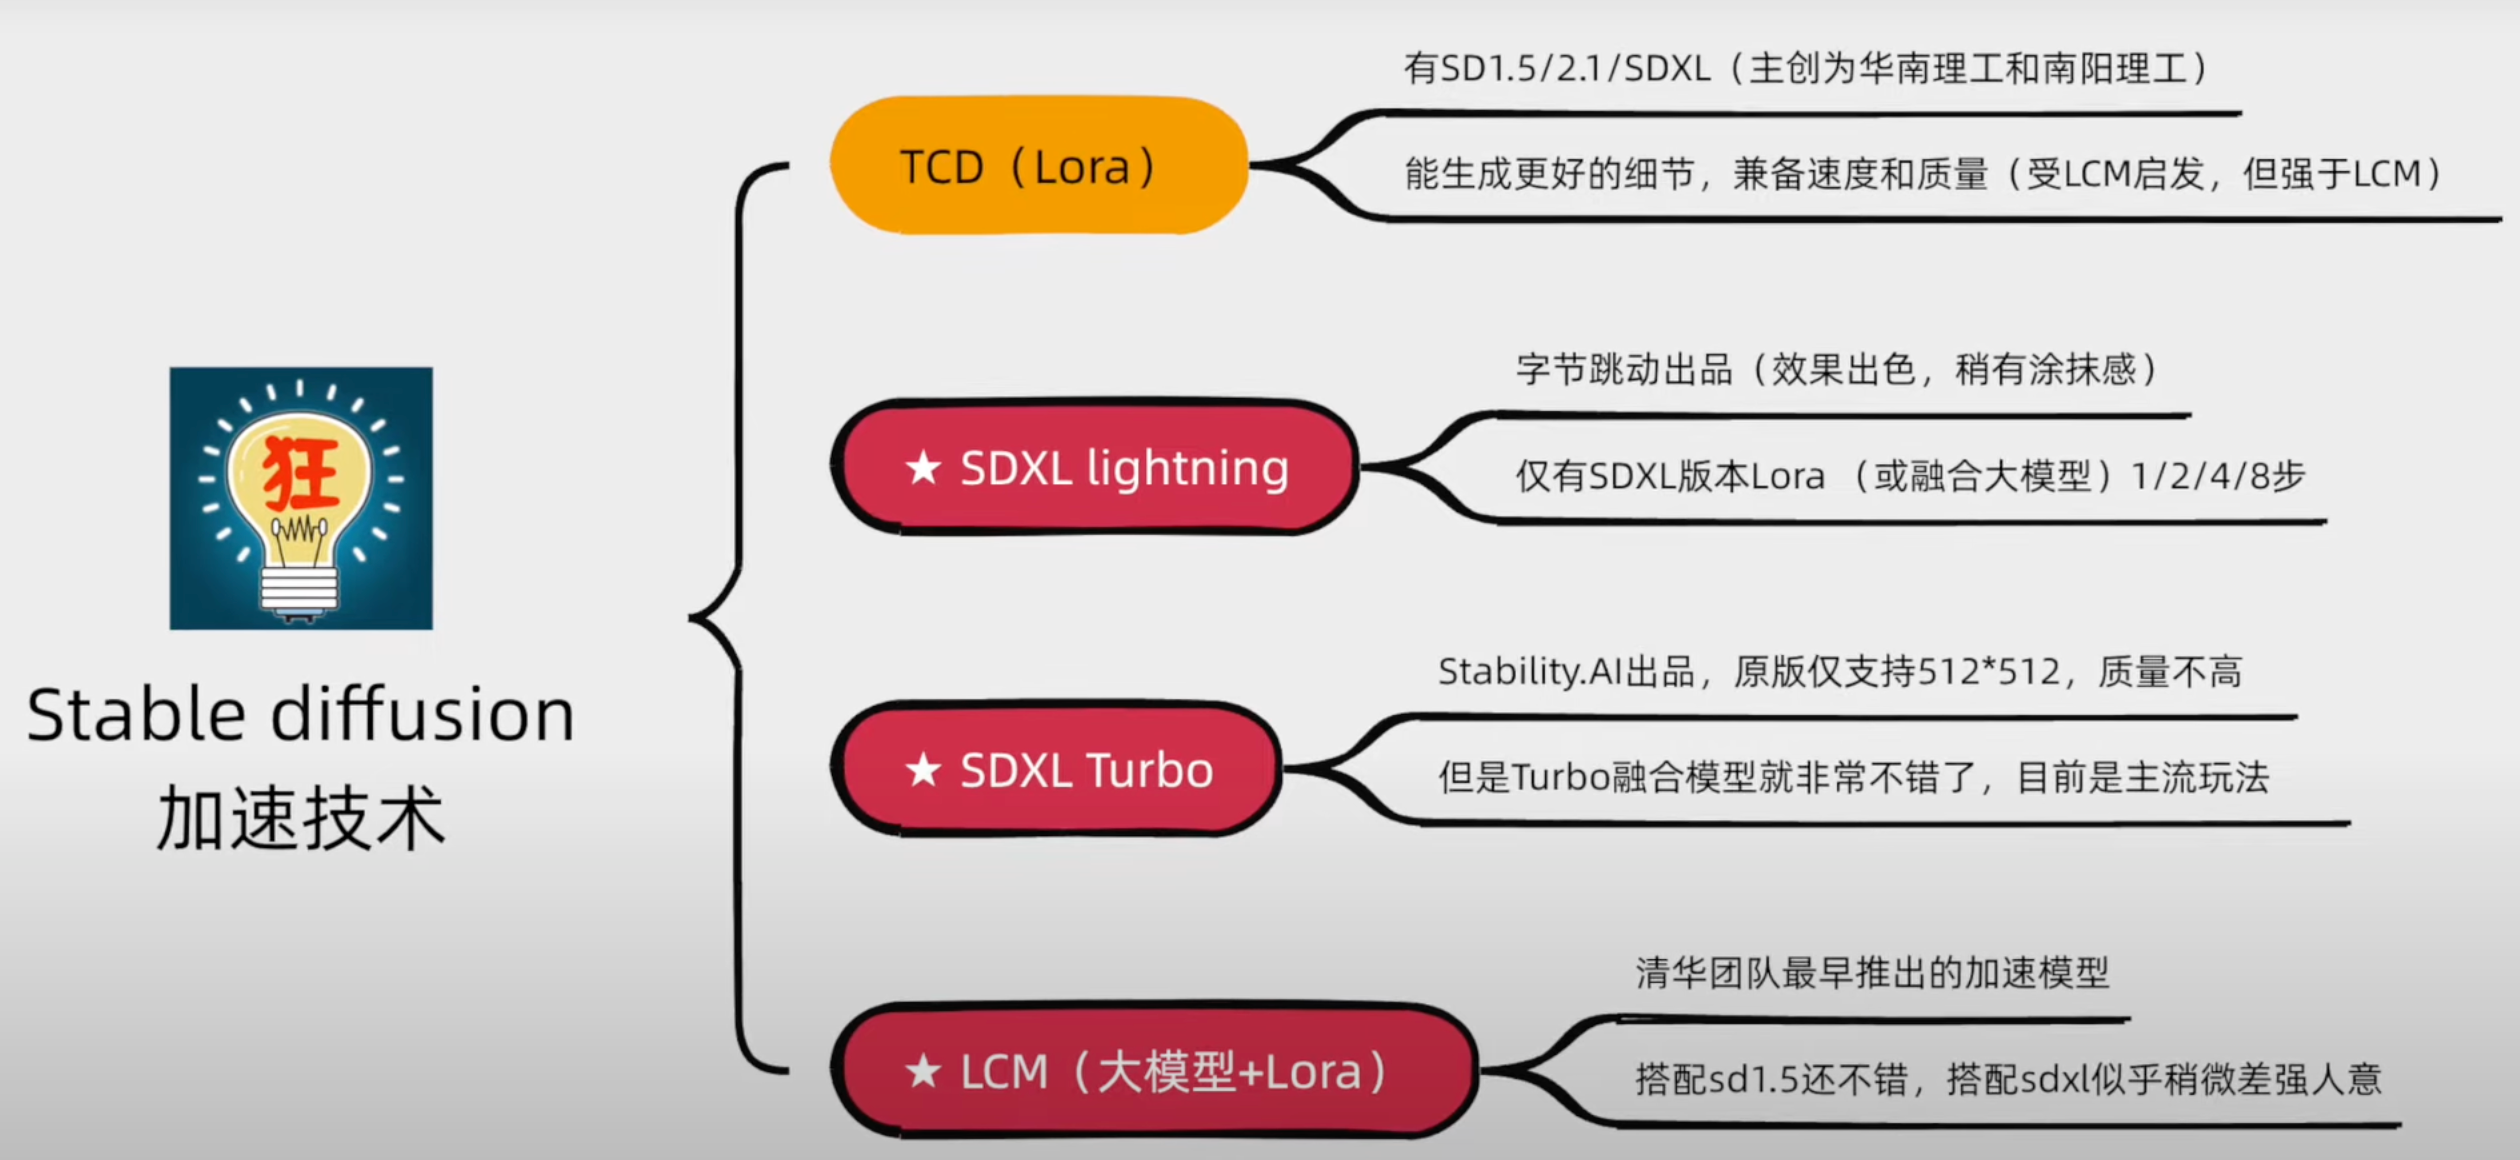 狂
Stable diffusion
加速技术
TCD（Lora）
有SD1.5/2.1/SDXL（主创为华南理工和南阳理工）
能生成更好的细节，兼备速度和质量（受LCM启发，但强于LCM）
★ SDXL lightning
字节跳动出品（效果出色，稍有涂抹感）
仅有SDXL版本Lora （或融合大模型）1/2/4/8步
★ SDXL Turbo
Stability.AI出品，原版仅支持512*512，质量不高
但是Turbo融合模型就非常不错了，目前是主流玩法
★ LCM（大模型+Lora）
清华团队最早推出的加速模型
搭配sd1.5还不错，搭配sdxl似乎稍微差强人意